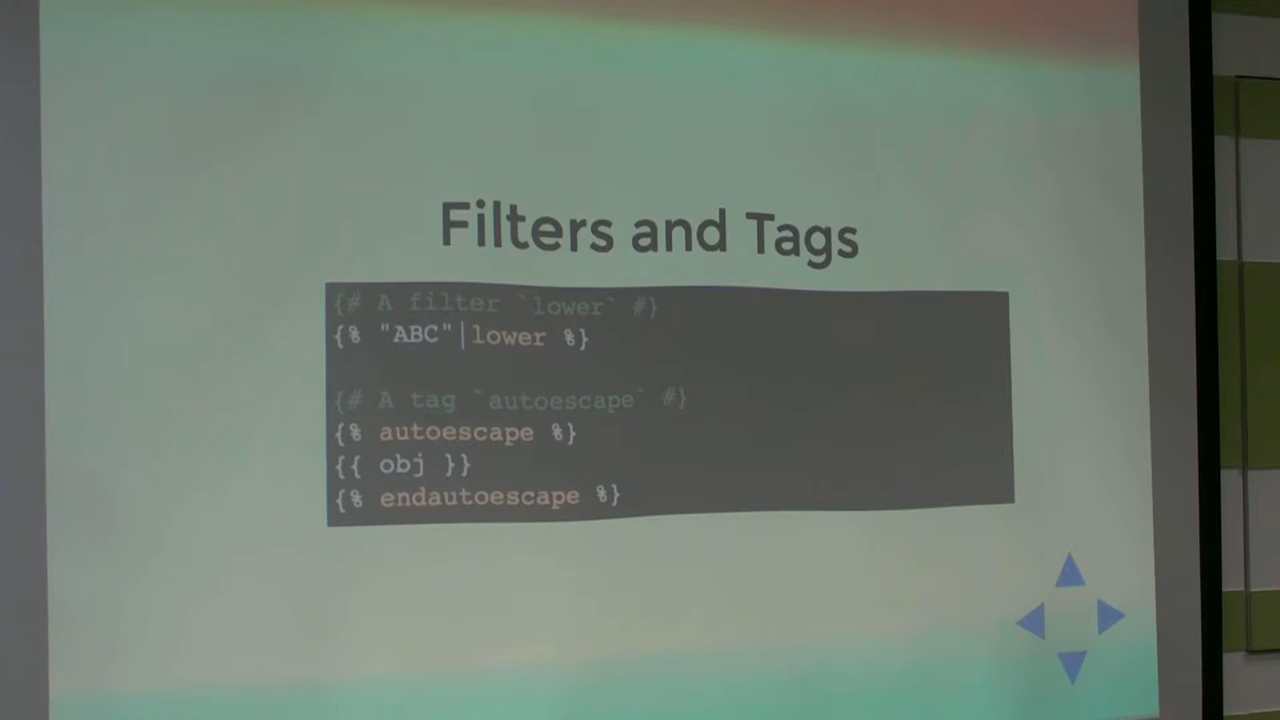 Filters and Tags
{# A filter `lower` #}
{% "ABC"|lower %}
{# A tag `autoescape` #}
{% autoescape %}
{{ obj }}
{% endautoescape %}